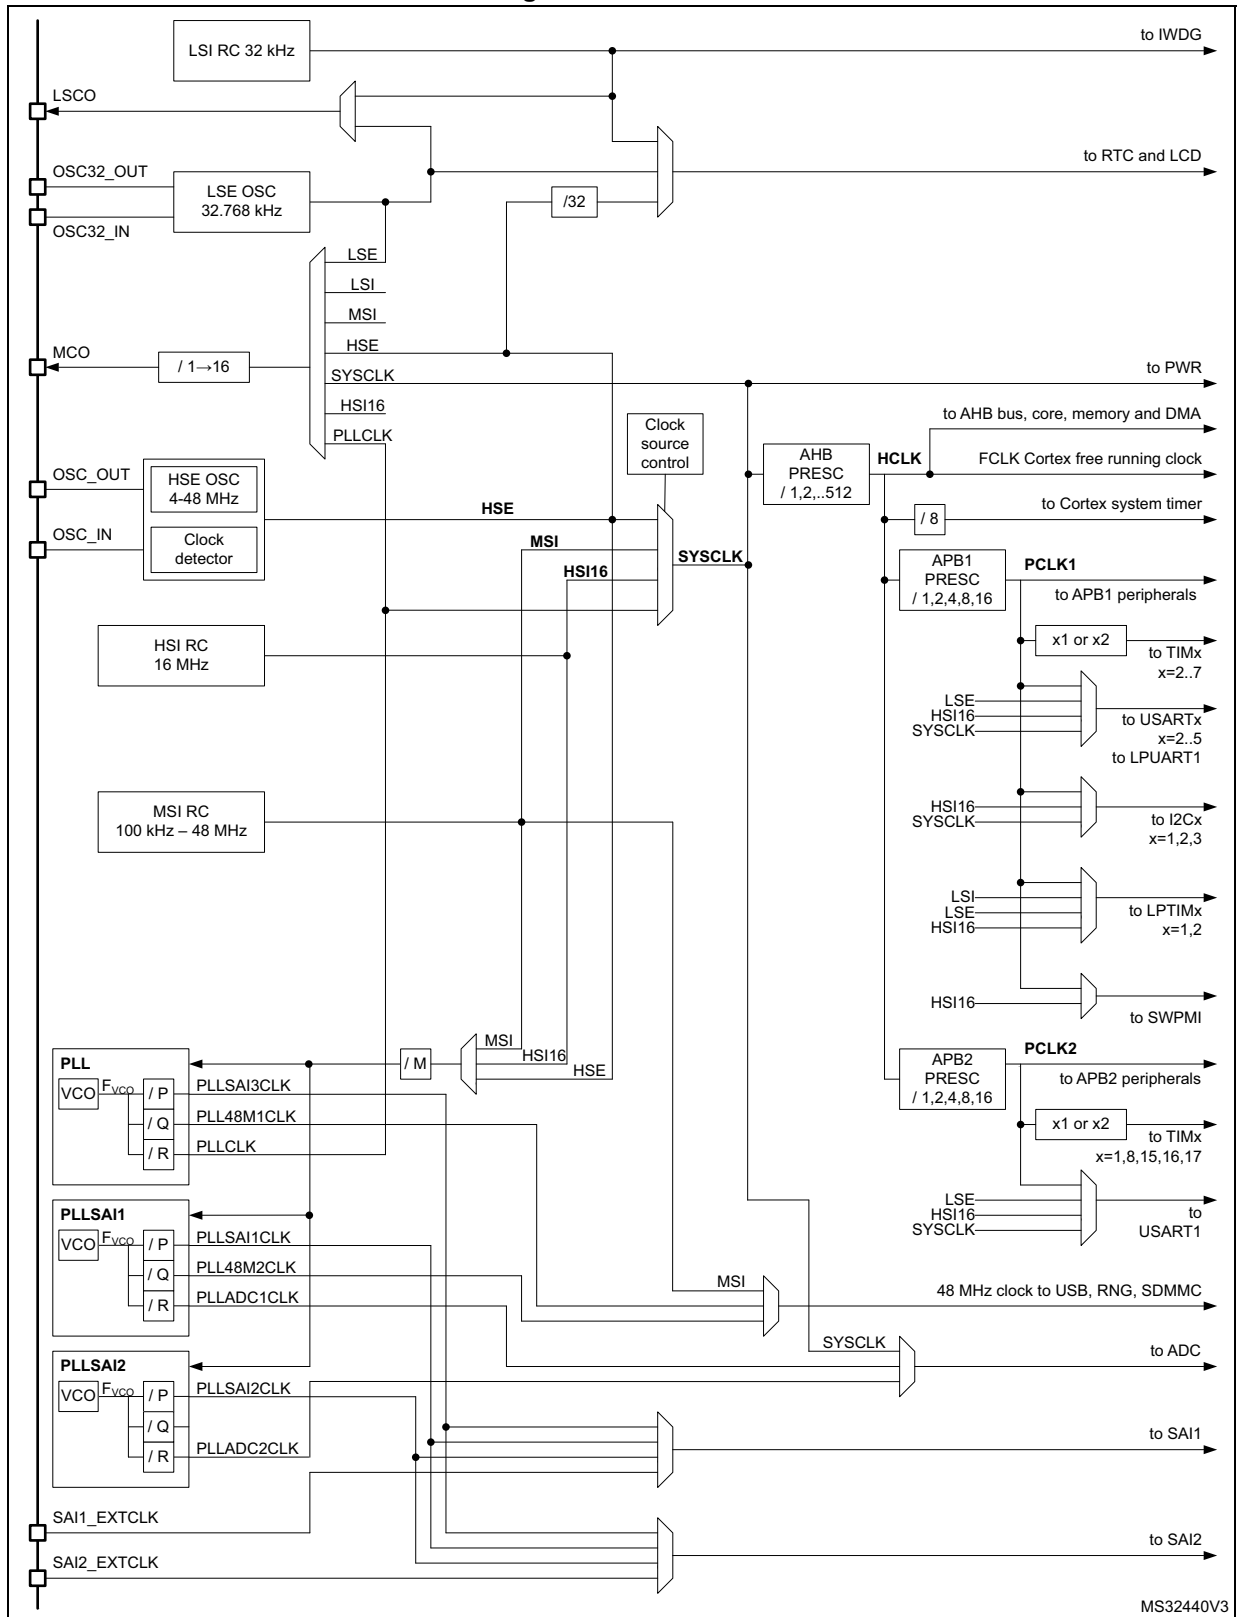 LSI RC 32 kHz
to IWDG
LSCO
to RTC and LCD
OSC32_OUT
LSE OSC
32.768 kHz
/32
OSC32_IN
LSE
LSI
MSI
HSE
MCO
/ 1→16
SYSCLK
to PWR
HSI16
PLLCLK
to AHB bus, core, memory and DMA
Clock
source
control
AHB
PRESC
/ 1,2,..512
HCLK
FCLK Cortex free running clock
OSC_OUT
HSE OSC
4-48 MHz
HSE
to Cortex system timer
/ 8
OSC_IN
Clock
detector
MSI
SYSCLK
HSI16
APB1
PRESC
/ 1,2,4,8,16
PCLK1
to APB1 peripherals
HSI RC
16 MHz
x1 or x2
to TIMx
x=2..7
LSE
HSI16
SYSCLK
to USARTx
x=2..5
to LPUART1
MSI RC
100 kHz – 48 MHz
HSI16
SYSCLK
to I2Cx
x=1,2,3
LSI
LSE
HSI16
to LPTIMx
x=1,2
HSI16
to SWPMI
MSI
HSI16
HSE
/ M
PLL
VCO
FVCO
/ P
PLLSAI3CLK
/ Q
PLL48M1CLK
/ R
PLLCLK
APB2
PRESC
/ 1,2,4,8,16
PCLK2
to APB2 peripherals
x1 or x2
to TIMx
x=1,8,15,16,17
LSE
HSI16
SYSCLK
to
USART1
PLLSAI1
VCO
FVCO
/ P
PLLSAI1CLK
/ Q
PLL48M2CLK
/ R
PLLADC1CLK
MSI
48 MHz clock to USB, RNG, SDMMC
SYSCLK
to ADC
PLLSAI2
VCO
FVCO
/ P
PLLSAI2CLK
/ Q
/ R
PLLADC2CLK
to SAI1
SAI1_EXTCLK
to SAI2
SAI2_EXTCLK
MS32440V3